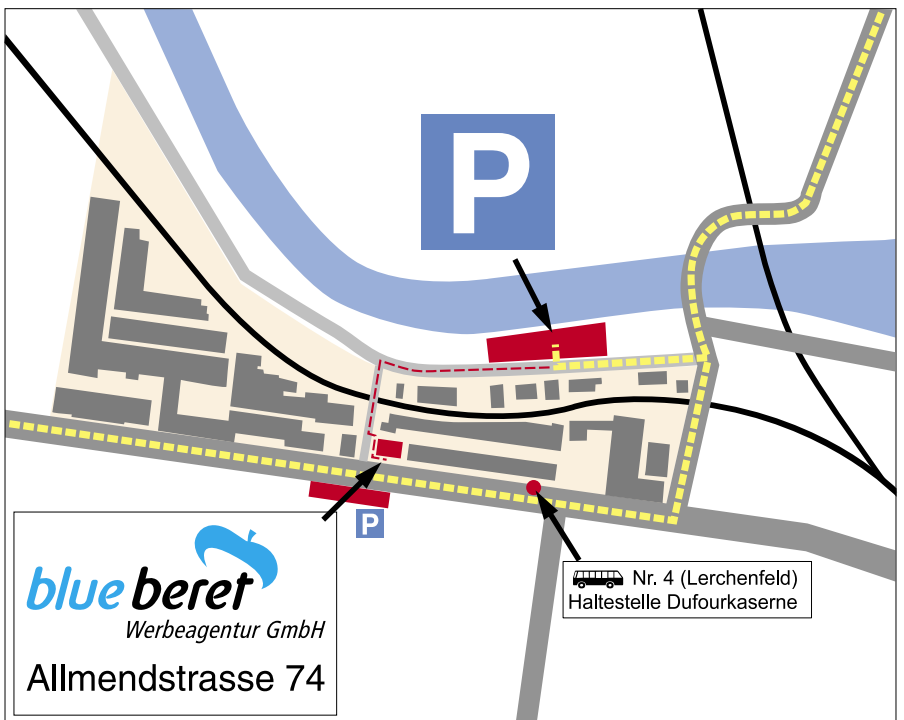 P
P
blue beret
Werbeagentur GmbH
Allmendstrasse 74
Nr. 4 (Lerchenfeld)
Haltestelle Dufourkaserne